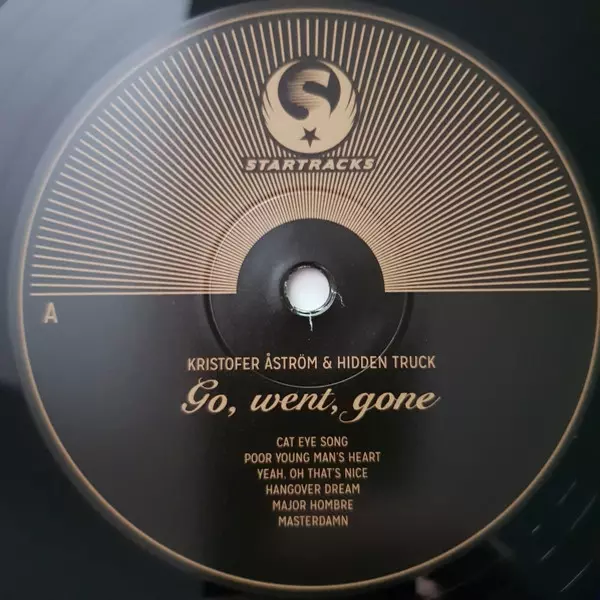 S
STARTRACKS
A
KRISTOFER ÅSTRÖM & HIDDEN TRUCK
Go, went, gone
CAT EYE SONG
POOR YOUNG MAN'S HEART
YEAH, OH THAT'S NICE
HANGOVER DREAM
MAJOR HOMBRE
MASTERDAMN